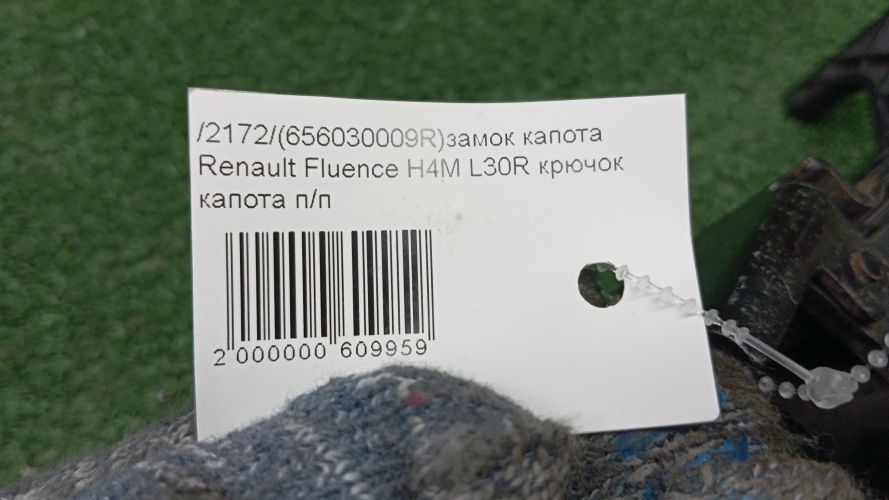 /2172/(656030009R)замок капота
Renault Fluence H4M L30R крючок
капота п/п
2 000000 609959